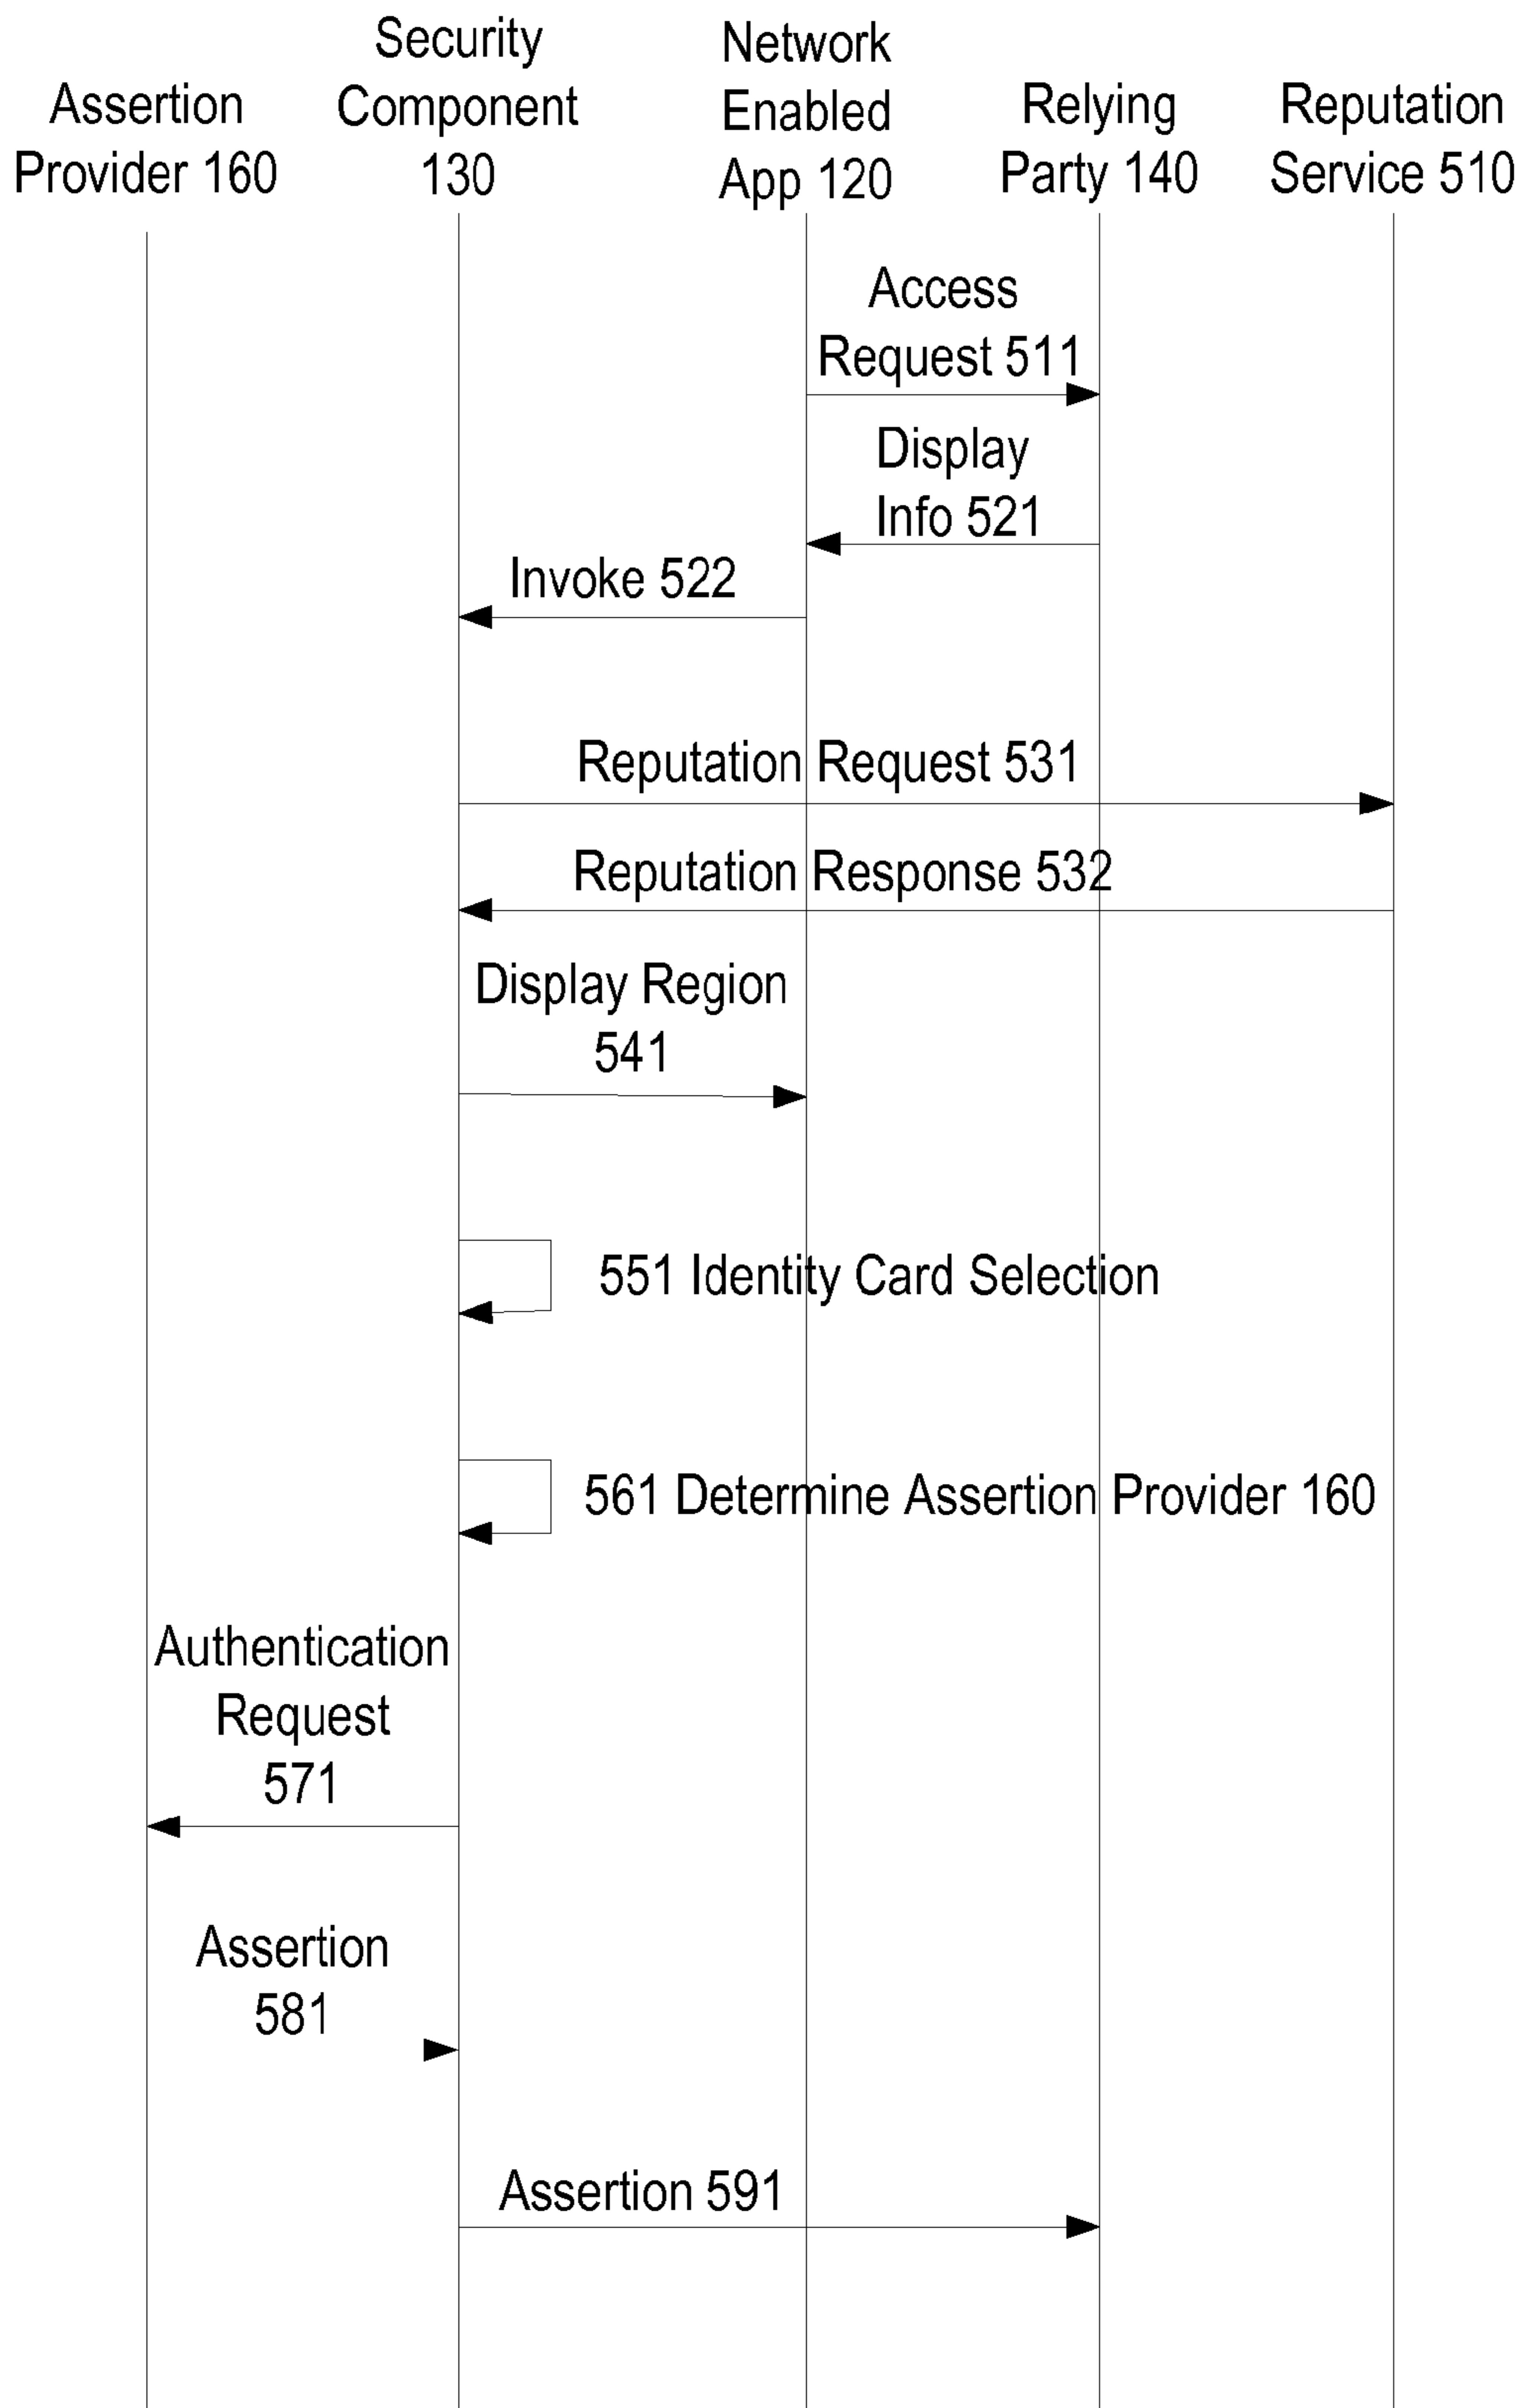 Assertion
Provider 160
Security
Component
130
Network
Enabled
App 120
Relying
Party 140
Reputation
Service 510
Access
Request 511
Display
Info 521
Invoke 522
Reputation Request 531
Reputation Response 532
Display Region
541
551 Identity Card Selection
561 Determine Assertion Provider 160
Authentication
Request
571
Assertion
581
Assertion 591